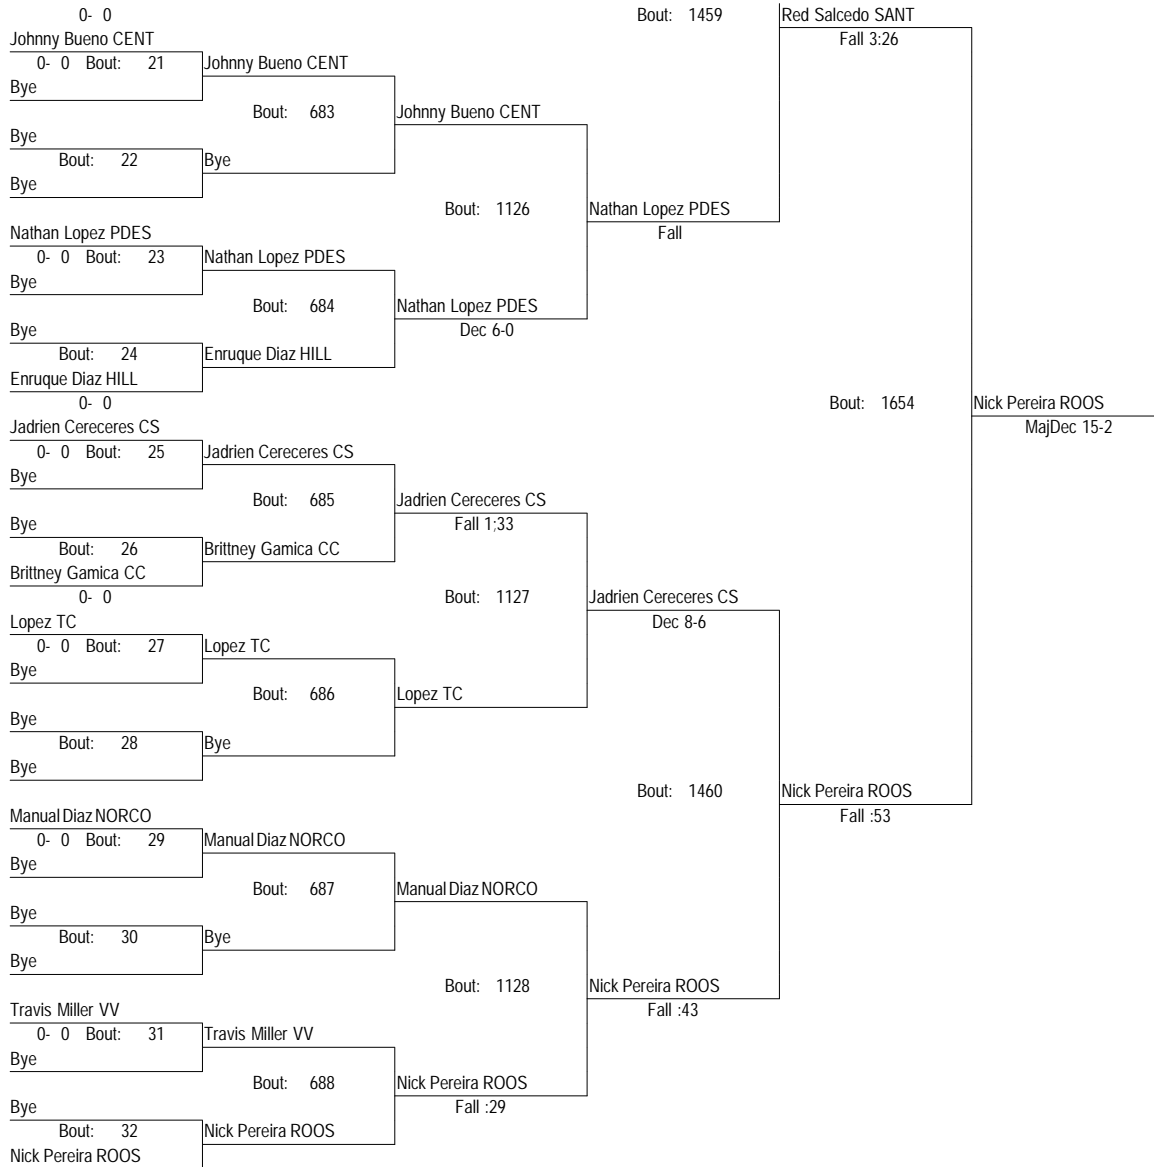 0- 0 Bout: 1459 Red Salcedo SANT
Johnny Bueno CENT Fall 3:26
0- 0 Bout: 21 Johnny Bueno CENT
Bye
Bout: 683 Johnny Bueno CENT
Bye
Bout: 22 Bye
Bye
Bout: 1126 Nathan Lopez PDES
Nathan Lopez PDES Fall
0- 0 Bout: 23 Nathan Lopez PDES
Bye
Bout: 684 Nathan Lopez PDES
Bye Dec 6-0
Bout: 24 Enruque Diaz HILL
Enruque Diaz HILL
0- 0 Bout: 1654 Nick Pereira ROOS
Jadrien Cereceres CS MajDec 15-2
0- 0 Bout: 25 Jadrien Cereceres CS
Bye
Bout: 685 Jadrien Cereceres CS
Bye Fall 1;33
Bout: 26 Brittney Gamica CC
Brittney Gamica CC
0- 0 Bout: 1127 Jadrien Cereceres CS
Lopez TC Dec 8-6
0- 0 Bout: 27 Lopez TC
Bye
Bout: 686 Lopez TC
Bye
Bout: 28 Bye
Bye
Bout: 1460 Nick Pereira ROOS
Manual Diaz NORCO Fall :53
0- 0 Bout: 29 Manual Diaz NORCO
Bye
Bout: 687 Manual Diaz NORCO
Bye
Bout: 30 Bye
Bye
Bout: 1128 Nick Pereira ROOS
Travis Miller VV Fall :43
0- 0 Bout: 31 Travis Miller VV
Bye
Bout: 688 Nick Pereira ROOS
Bye Fall :29
Bout: 32 Nick Pereira ROOS
Nick Pereira ROOS